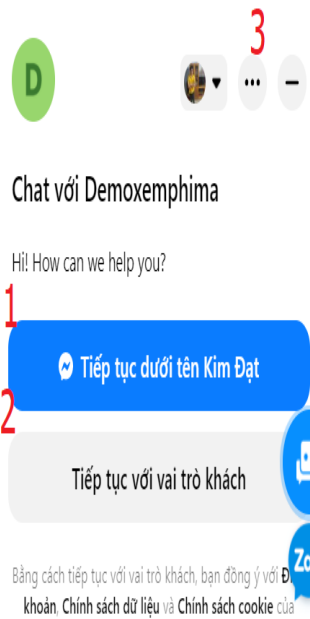 3
D
Chat với Demoxemphima
Hi! How can we help you?
1
Tiếp tục dưới tên Kim Đạt
2
Tiếp tục với vai trò khách
Bằng cách tiếp tục với vai trò khách, bạn đồng ý với
khoản, Chính sách dữ liệu và Chính sách cookie của